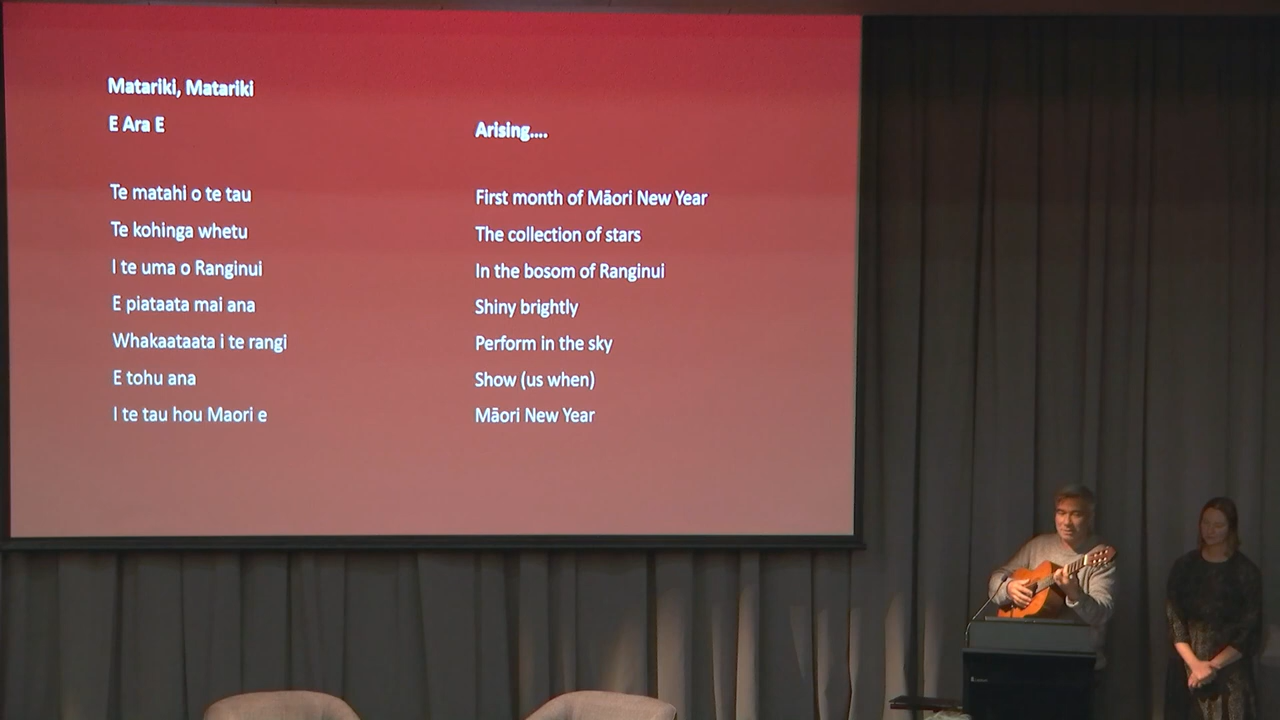 Matariki, Matariki
E Ara E
Te matahi o te tau
Te kohinga whetu
I te uma o Ranginui
E piataata mai ana
Whakaataata i te rangi
E tohu ana
I te tau hou Maori e
Arising....
First month of Māori New Year
The collection of stars
In the bosom of Ranginui
Shiny brightly
Perform in the sky
Show (us when)
Māori New Year